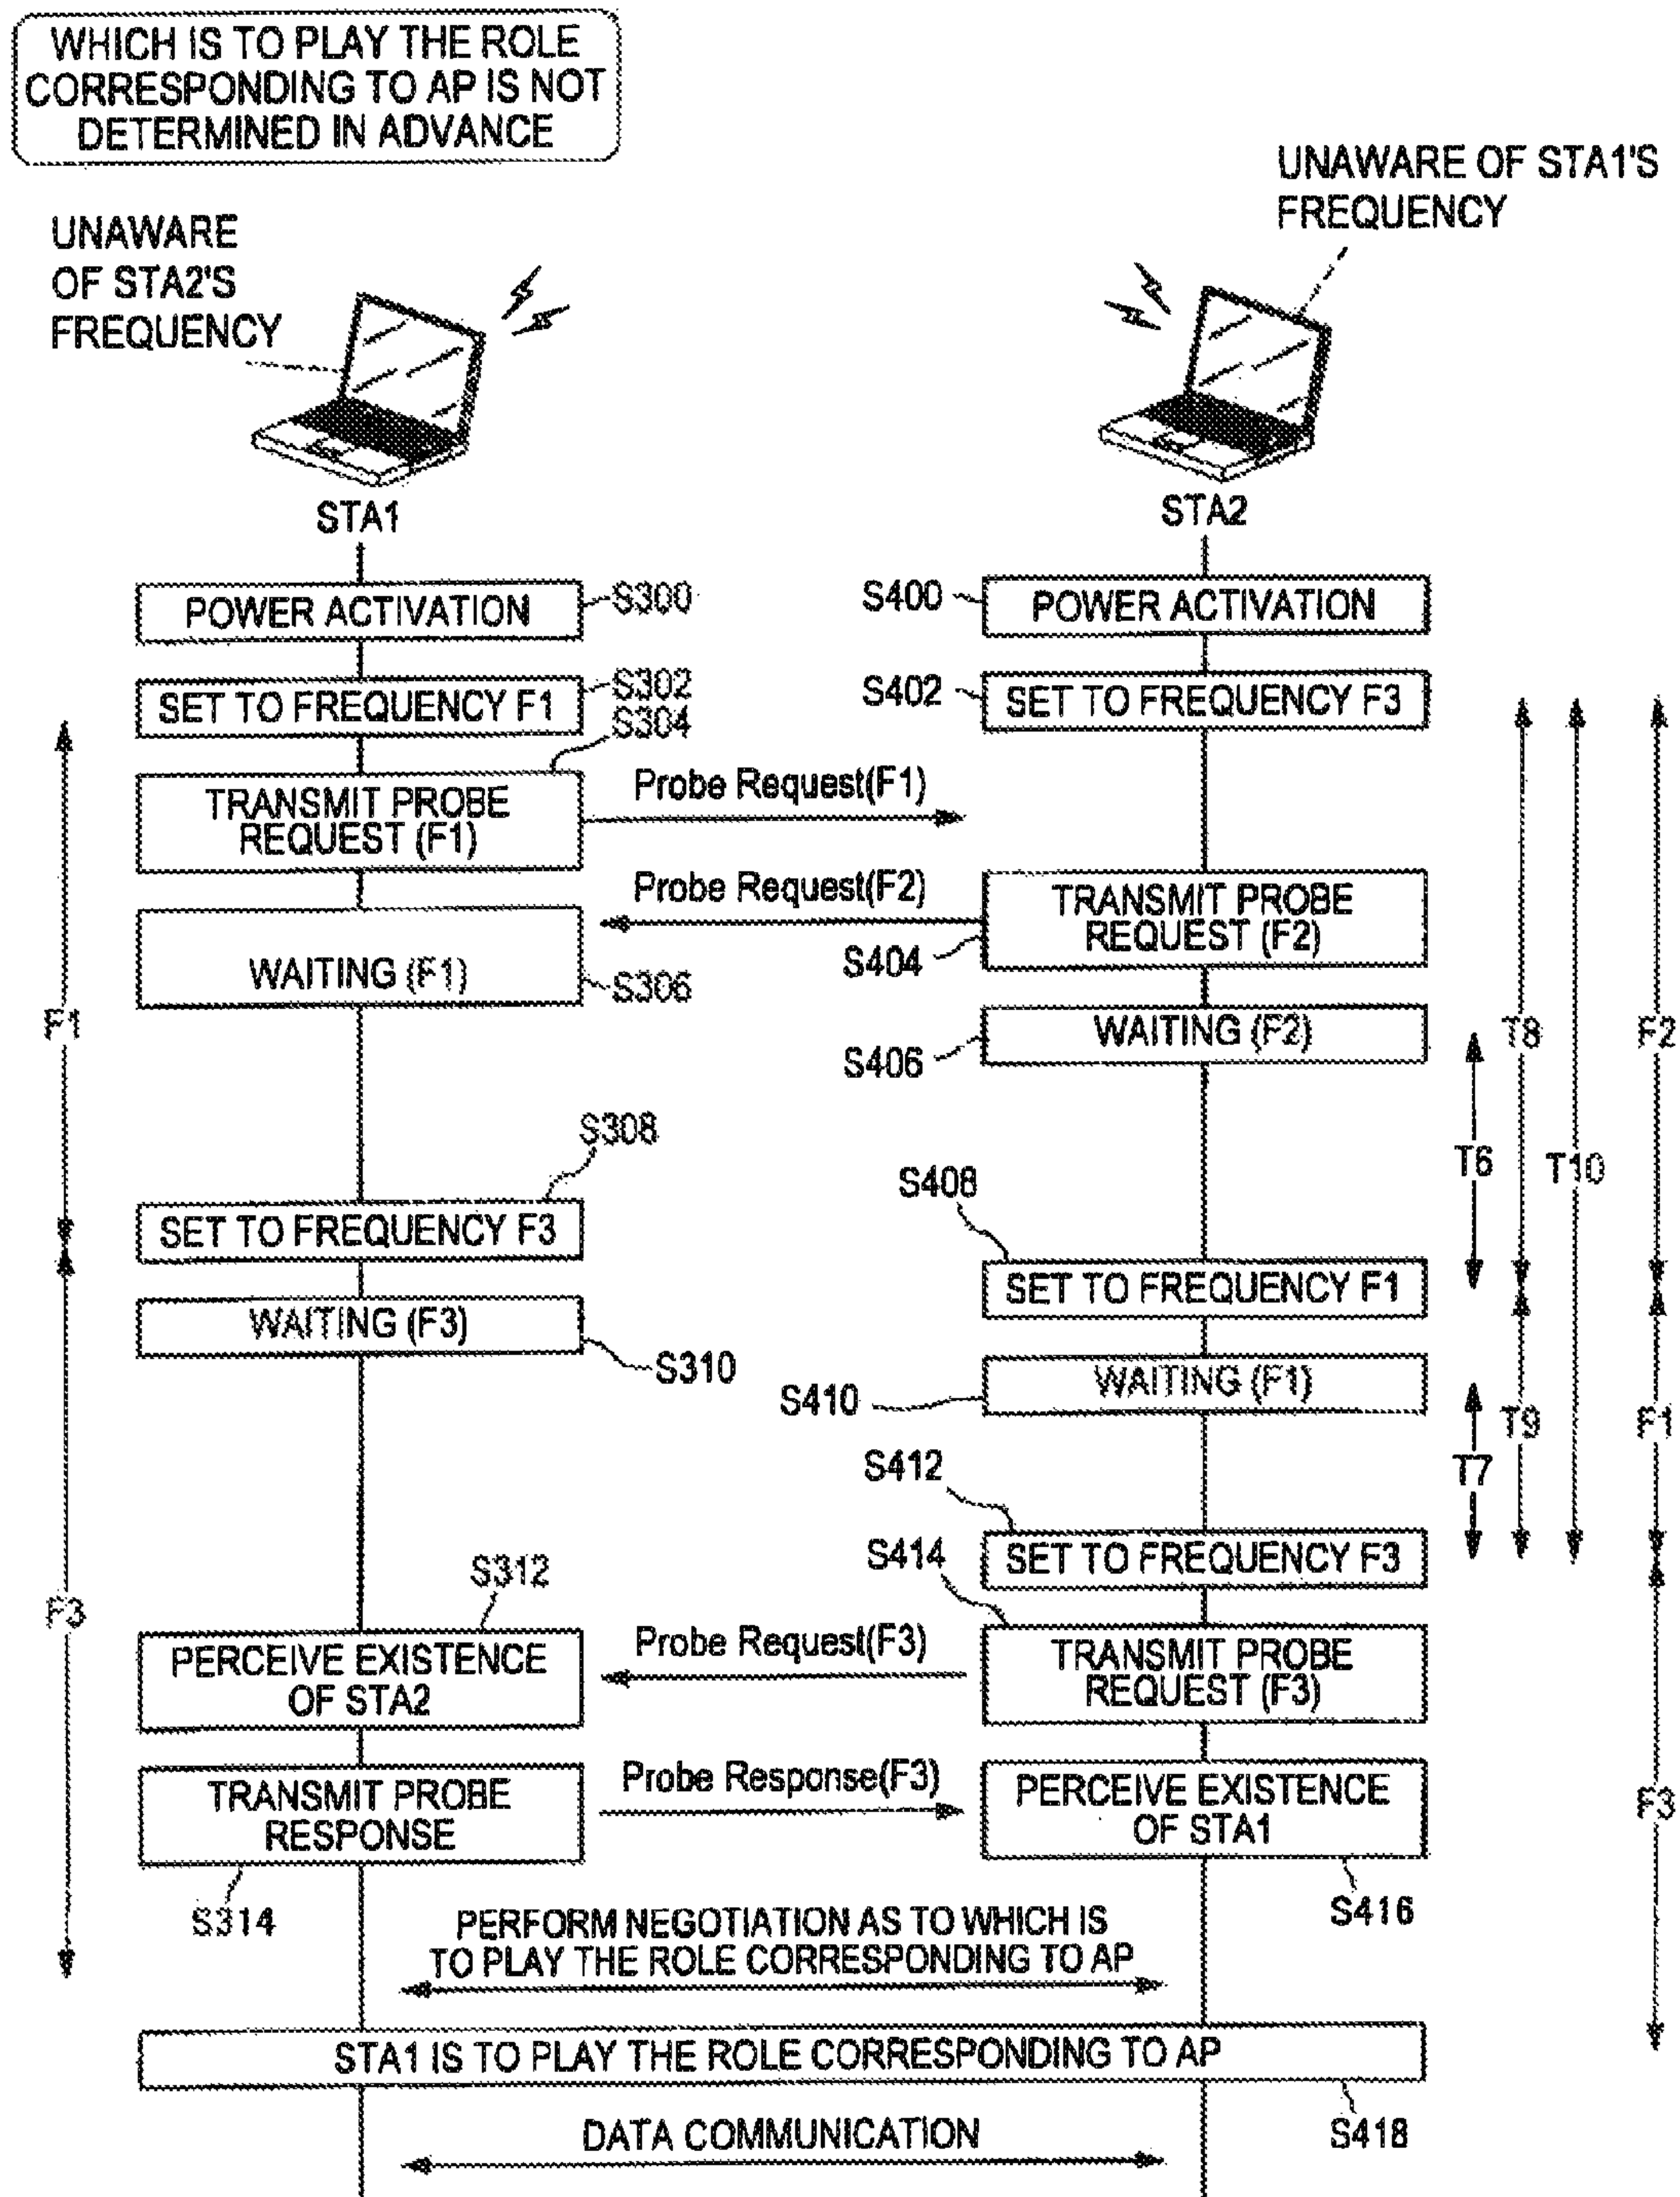 WHICH IS TO PLAY THE ROLE
CORRESPONDING TO AP IS NOT
DETERMINED IN ADVANCE
UNAWARE OF STA1'S
FREQUENCY
UNAWARE
OF STA2'S
FREQUENCY
STA1
STA2
POWER ACTIVATION
S300
S400
POWER ACTIVATION
SET TO FREQUENCY F1
S302
S402
SET TO FREQUENCY F3
S304
TRANSMIT PROBE
REQUEST (F1)
Probe Request(F1)
Probe Request(F2)
TRANSMIT PROBE
REQUEST (F2)
S404
WAITING (F1)
S306
WAITING (F2)
S406
F1
T8
F2
T6
T10
S308
SET TO FREQUENCY F3
S408
SET TO FREQUENCY F1
WAITING (F3)
S310
WAITING (F1)
S410
T9
F1
T7
S412
SET TO FREQUENCY F3
S414
S312
F3
PERCEIVE EXISTENCE
OF STA2
Probe Request(F3)
TRANSMIT PROBE
REQUEST (F3)
TRANSMIT PROBE
RESPONSE
Probe Response(F3)
PERCEIVE EXISTENCE
OF STA1
F3
S314
S416
PERFORM NEGOTIATION AS TO WHICH IS
TO PLAY THE ROLE CORRESPONDING TO AP
STA1 IS TO PLAY THE ROLE CORRESPONDING TO AP
S418
DATA COMMUNICATION